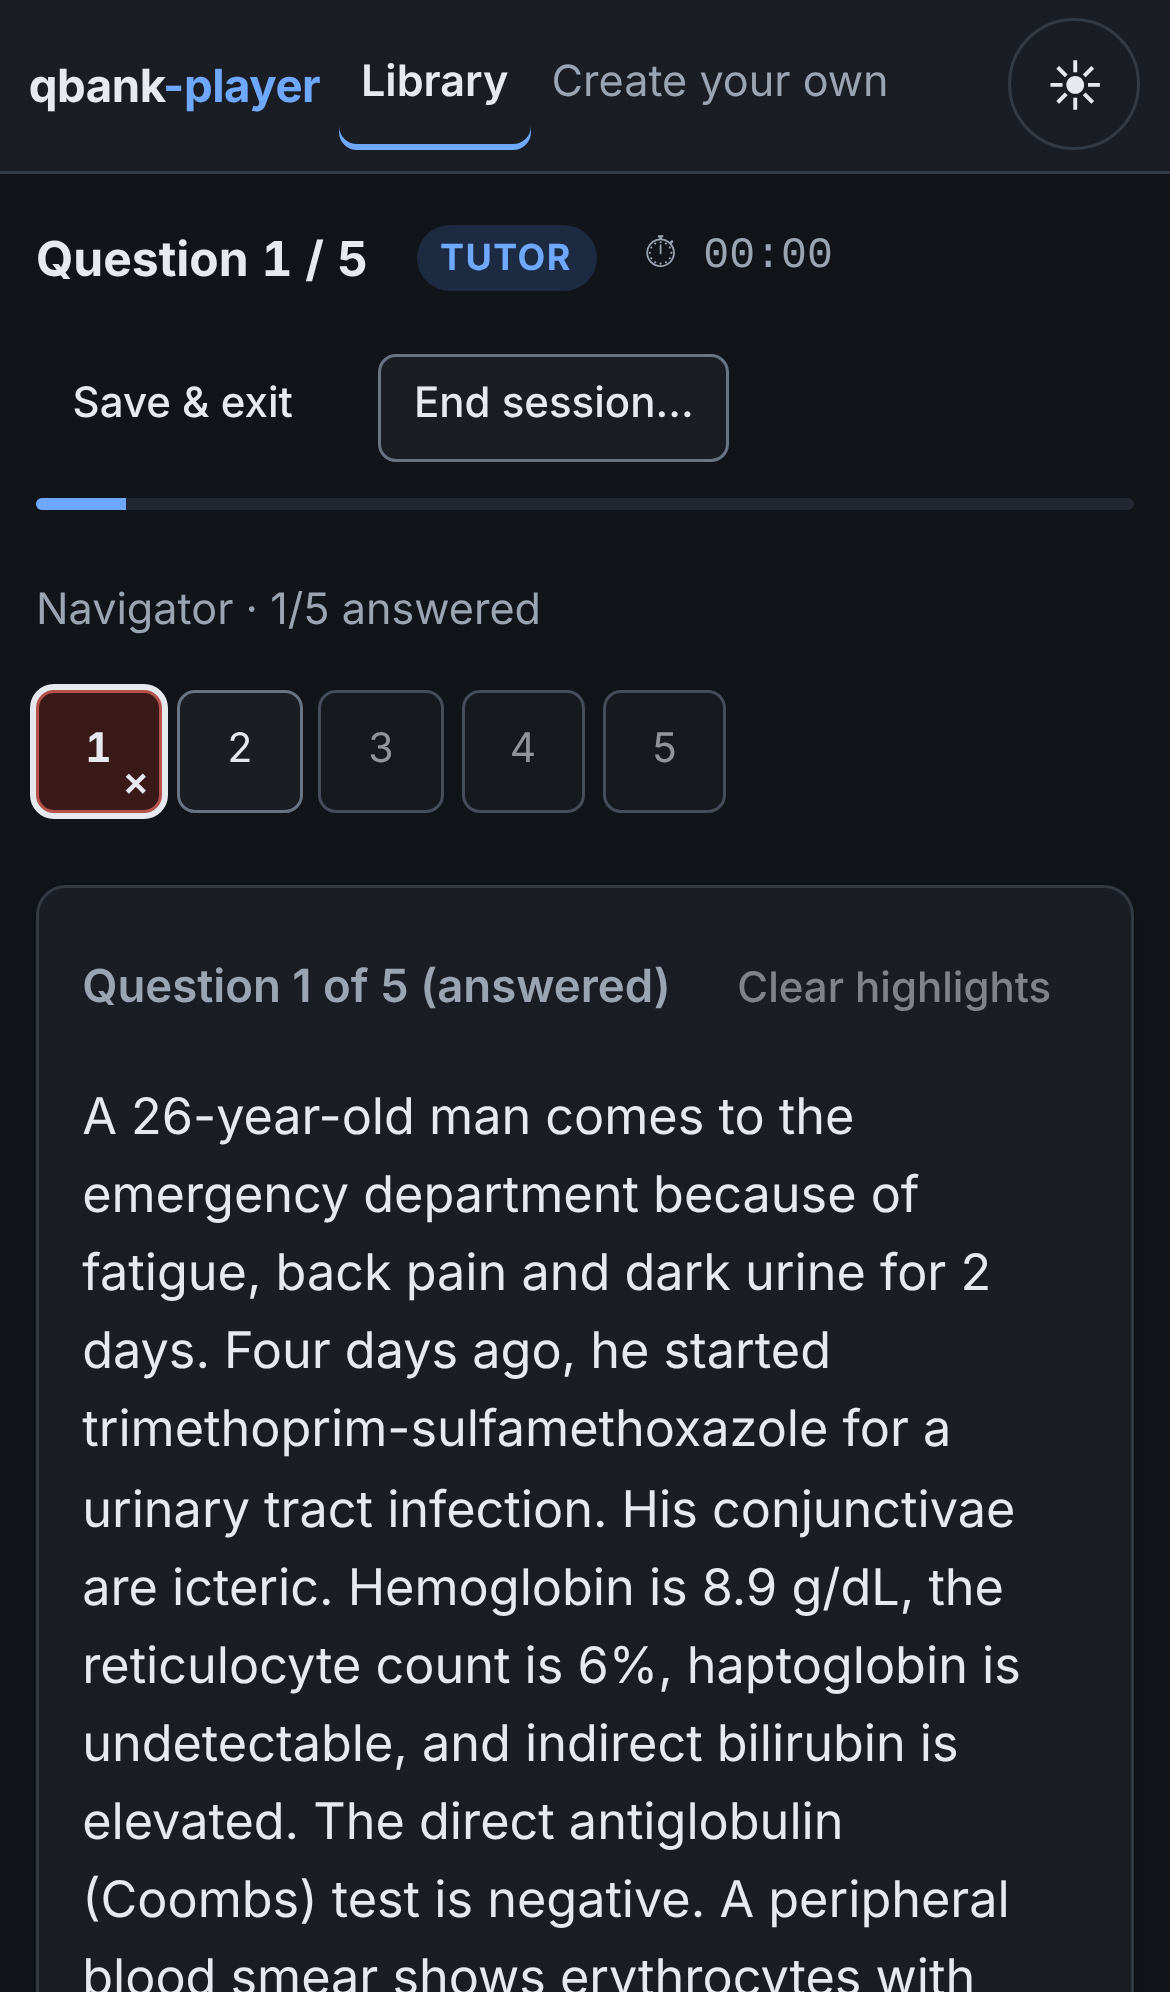 qbank-player Library Create your own
Question 1 / 5 TUTOR 00:00
Save & exit End session...
Navigator · 1/5 answered
1 × 2 3 4 5
Question 1 of 5 (answered) Clear highlights
A 26-year-old man comes to the
emergency department because of
fatigue, back pain and dark urine for 2
days. Four days ago, he started
trimethoprim-sulfamethoxazole for a
urinary tract infection. His conjunctivae
are icteric. Hemoglobin is 8.9 g/dL, the
reticulocyte count is 6%, haptoglobin is
undetectable, and indirect bilirubin is
elevated. The direct antiglobulin
(Coombs) test is negative. A peripheral
blood smear shows erythrocytes with